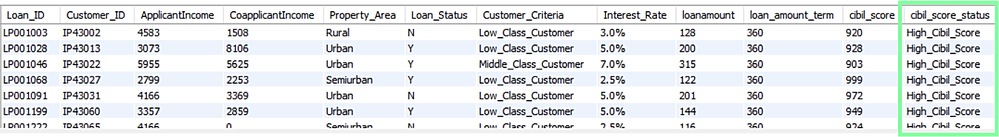 Loan_ID Customer_ID ApplicantIncome CoapplicantIncome Property_Area Loan_Status Customer_Criteria Interest_Rate loanamount loan_amount_term cibil_score cibil_score_status
LP001003 IP43002 4583 1508 Rural N Low_Class_Customer 3.0% 128 360 920 High_Cibil_Score
LP001028 IP43013 3073 8106 Urban Y Low_Class_Customer 5.0% 200 360 928 High_Cibil_Score
LP001046 IP43022 5955 5625 Urban Y Middle_Class_Customer 7.0% 315 360 903 High_Cibil_Score
LP001068 IP43027 2799 2253 Semiurban Y Low_Class_Customer 2.5% 122 360 999 High_Cibil_Score
LP001091 IP43031 4166 3369 Urban N Low_Class_Customer 5.0% 201 360 972 High_Cibil_Score
LP001199 IP43060 3357 2859 Urban Y Low_Class_Customer 5.0% 144 360 949 High_Cibil_Score
LP001222 IP43065 4166 0 Semiurban N Low_Class_Customer 2.5% 116 360 924 High_Cibil_Score